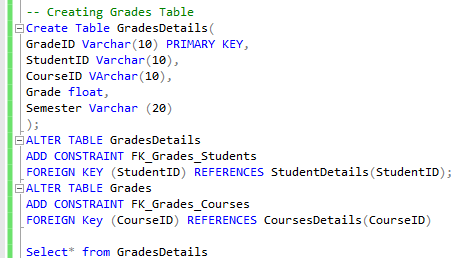 -- Creating Grades Table
Create TABle GradesDetails(
GradeID Varchar(10) PRIMARY KEY,
StudentID Varchar(10),
CourseID VARchar(10),
Grade float,
Semester Varchar (20)
);
ALTER TABLE GradesDetails
ADD CONSTRAINT FK_Grades_Students
FOREIGN KEY (StudentID) REFERENCES StudentDetails(StudentID);
ALTER TABLE Grades
ADD CONSTRAINT FK_Grades_Courses
FOREIGN Key (CourseID) REFERENCES CoursesDetails(CourseID)
Select* from GradesDetails